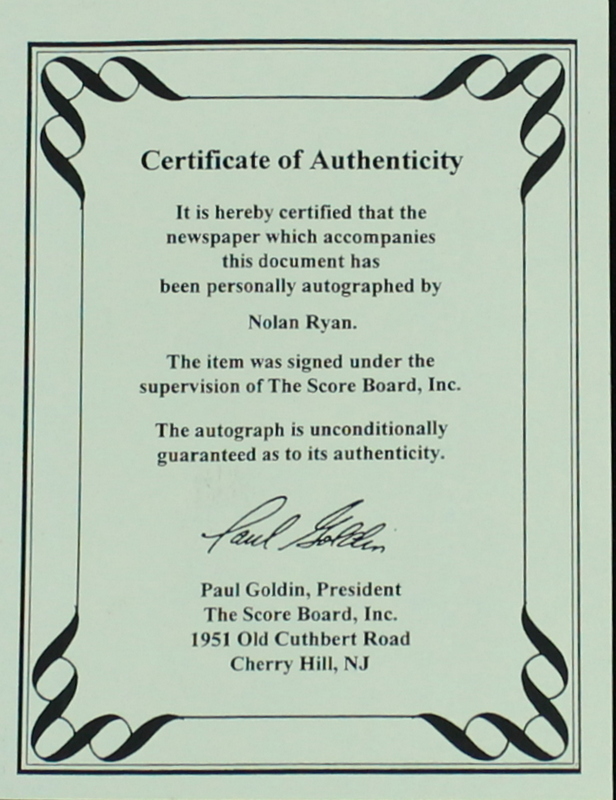 Certificate of Authenticity
It is hereby certified that the
newspaper which accompanies
this document has
been personally autographed by
Nolan Ryan.
The item was signed under the
supervision of The Score Board, Inc.
The autograph is unconditionally
guaranteed as to its authenticity.
Paul Goldin
Paul Goldin, President
The Score Board, Inc.
1951 Old Cuthbert Road
Cherry Hill, NJ